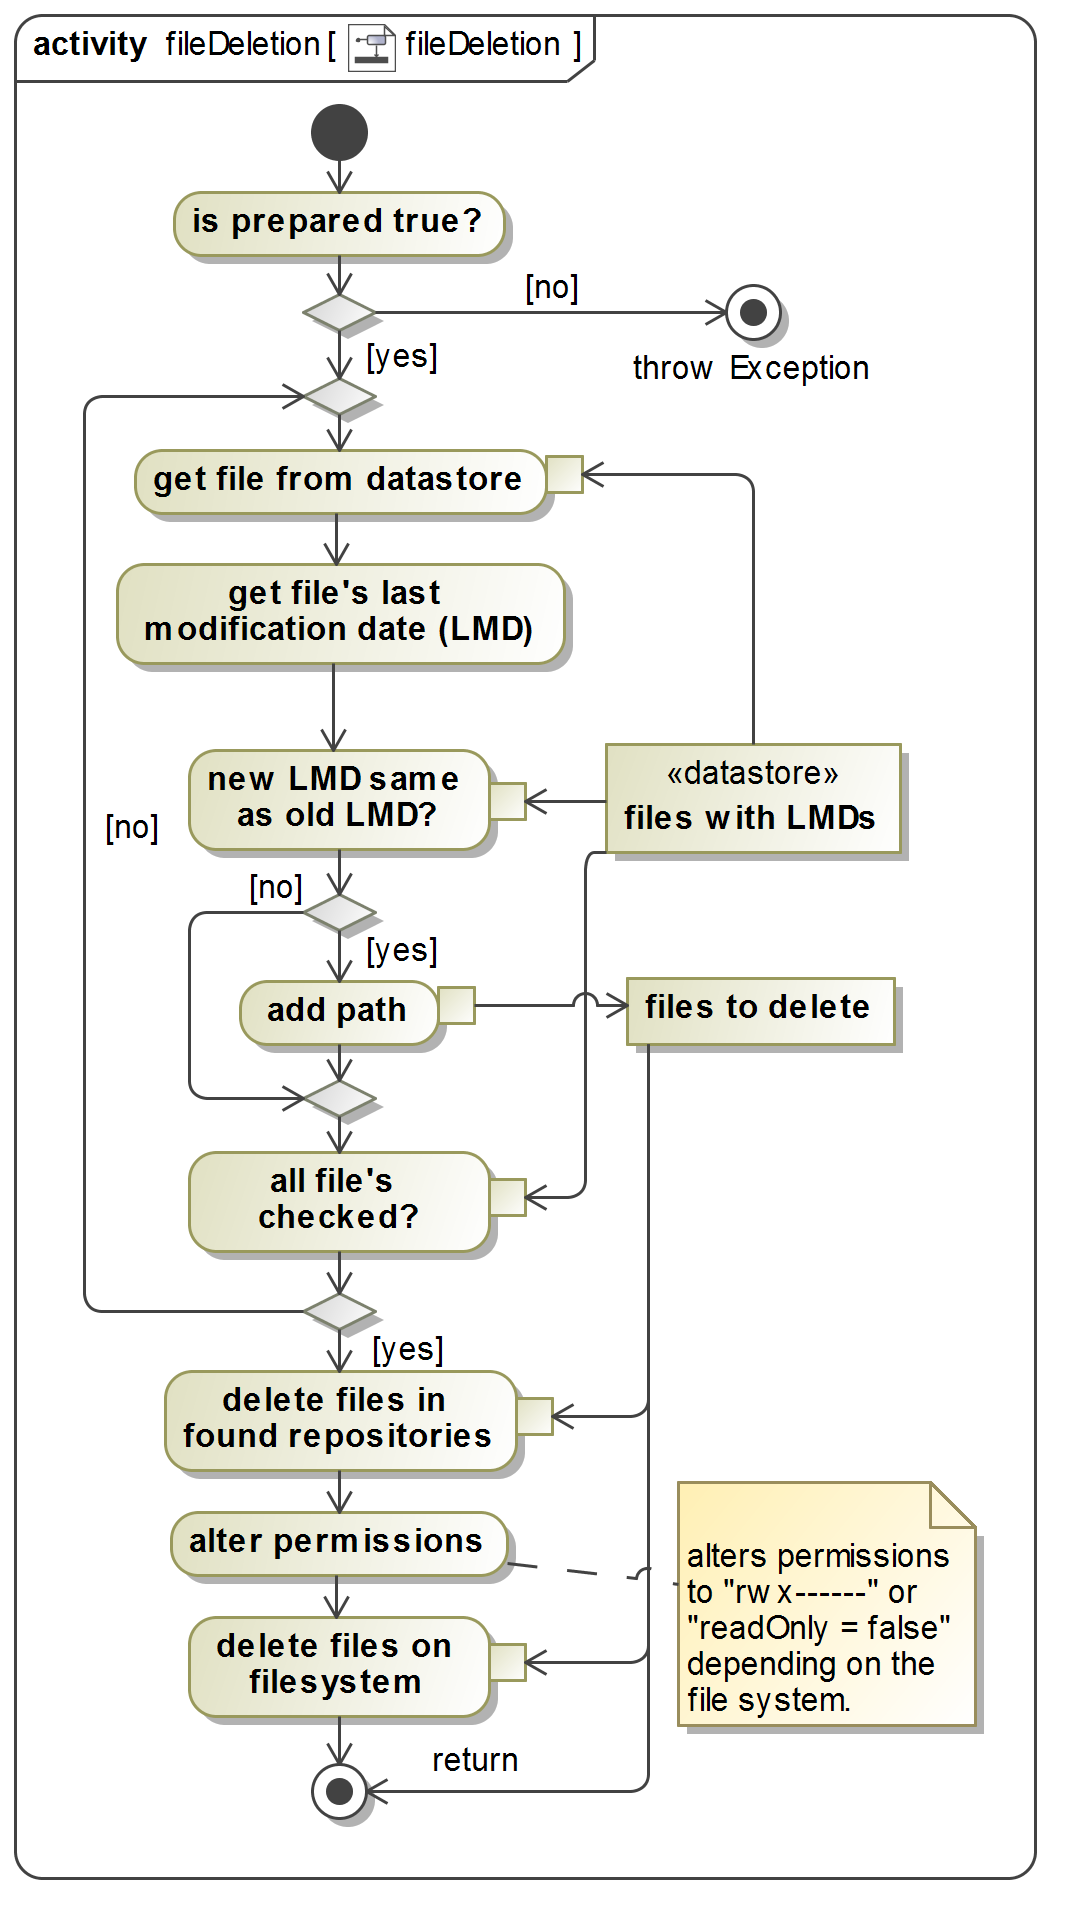 activity fileDeletion [ fileDeletion ]
is prepared true?
[no]
throw Exception
[yes]
get file from datastore
get file's last
modification date (LMD)
new LMD same
as old LMD?
«datastore»
files with LMDs
[no]
[no]
[yes]
add path
files to delete
all file's
checked?
[yes]
delete files in
found repositories
alter permissions
alters permissions
to "rwx------" or
"readOnly = false"
depending on the
file system.
delete files on
filesystem
return